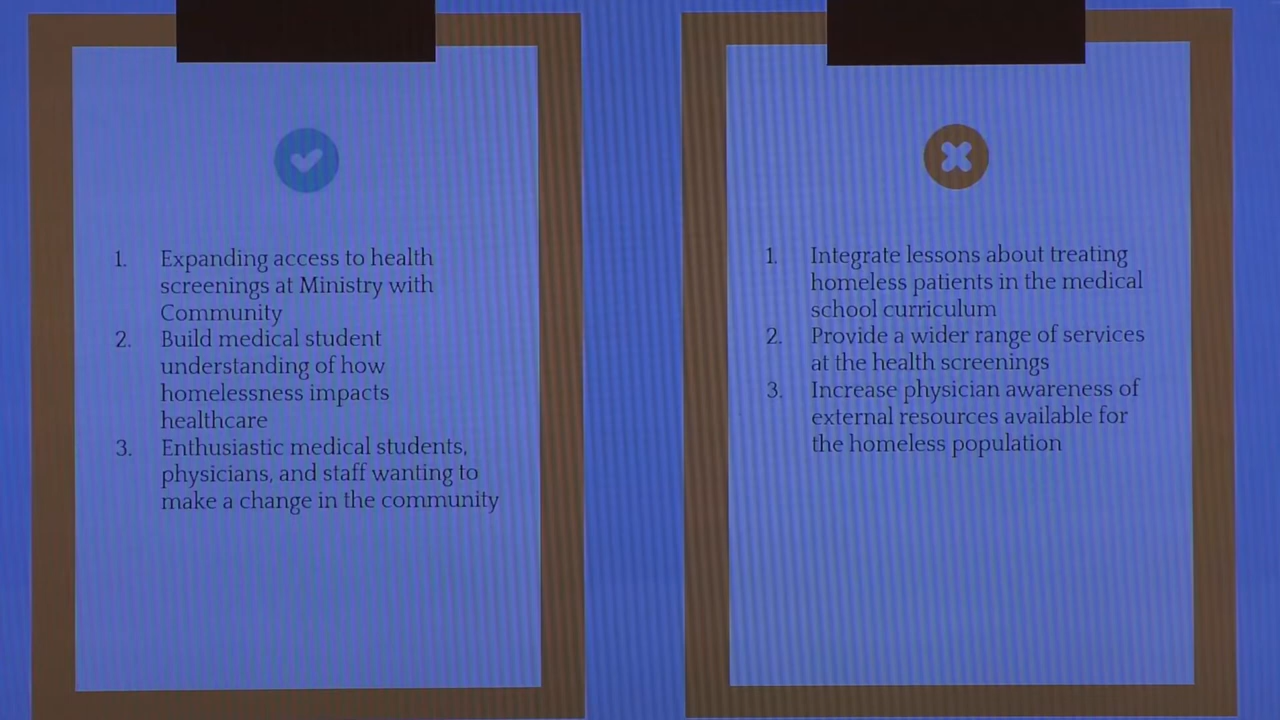 1. Expanding access to health
screenings at Ministry with
Community
2. Build medical student
understanding of how
homelessness impacts
healthcare
3. Enthusiastic medical students,
physicians, and staff wanting to
make a change in the community
1. Integrate lessons about treating
homeless patients in the medical
school curriculum
2. Provide a wider range of services
at the health screenings
3. Increase physician awareness of
external resources available for
the homeless population